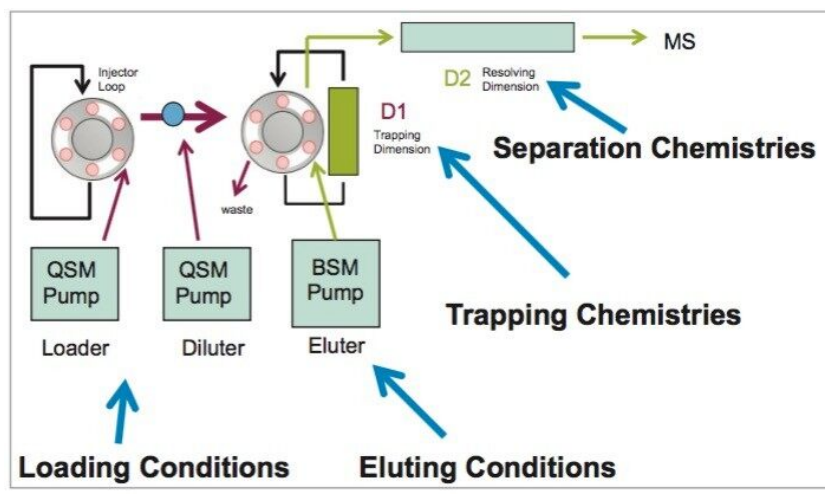 Injector
Loop
MS
D2 Resolving
Dimension
D1
Trapping
Dimension
Separation Chemistries
waste
QSM
Pump
QSM
Pump
BSM
Pump
Trapping Chemistries
Loader
Diluter
Eluter
Loading Conditions
Eluting Conditions